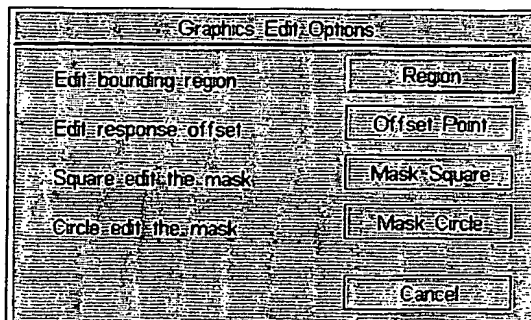 Graphics Edit Options
Edit bounding region
Region
Edit response offset
Offset Point
Square edit the mask
Mask Square
Circle edit the mask
Mask Circle
Cancel